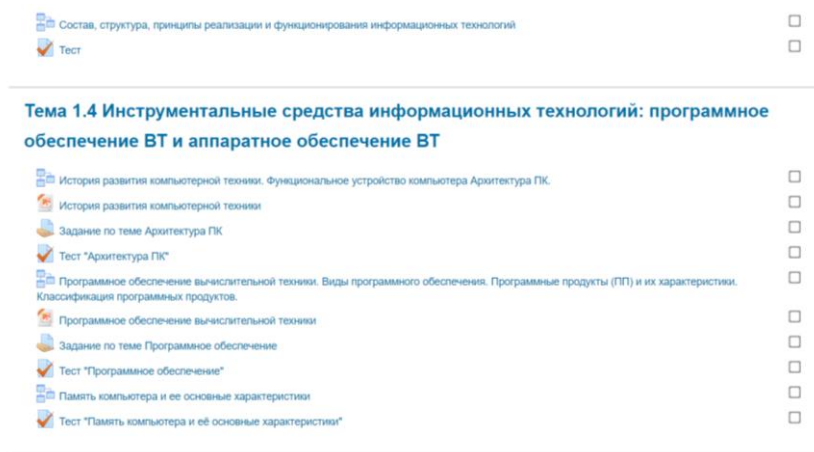 Состав, структура, принципы реализации и функционирования информационных технологий
Тест
Тема 1.4 Инструментальные средства информационных технологий: программное
обеспечение ВТ и аппаратное обеспечение ВТ
История развития компьютерной техники. Функциональное устройство компьютера Архитектура ПК.
История развития компьютерной техники
Задание по теме Архитектура ПК
Тест "Архитектура ПК"
Программное обеспечение вычислительной техники. Виды программного обеспечения. Программные продукты (ПП) и их характеристики.
Классификация программных продуктов.
Программное обеспечение вычислительной техники
Задание по теме Программное обеспечение
Тест "Программное обеспечение"
Память компьютера и ее основные характеристики
Тест "Память компьютера и её основные характеристики"